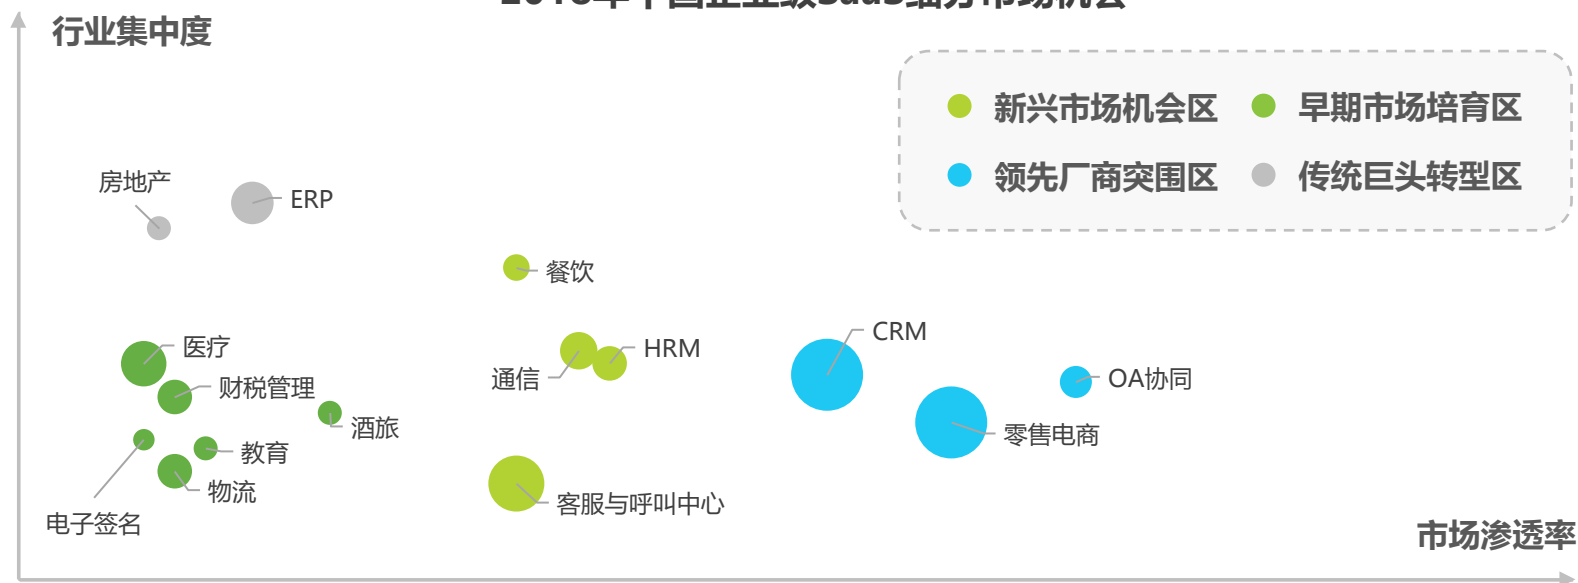 行业集中度
新兴市场机会区
早期市场培育区
领先厂商突围区
传统巨头转型区
房地产
ERP
餐饮
CRM
医疗
HRM
通信
OA协同
财税管理
酒旅
零售电商
教育
物流
客服与呼叫中心
电子签名
市场渗透率